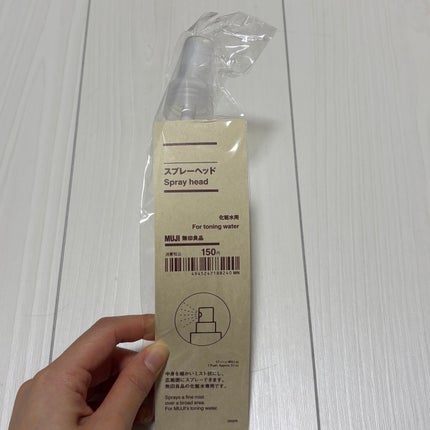 スプレーヘッド
Spray head
化粧水用
For toning water
MUJI 無印良品
消費税込 150円
4945247188240
中身を細かいミスト状にし、
広範囲にスプレーできます。
無印良品の化粧水専用です。
Sprays a fine mist
over a broad area.
For MUJI's toning water.